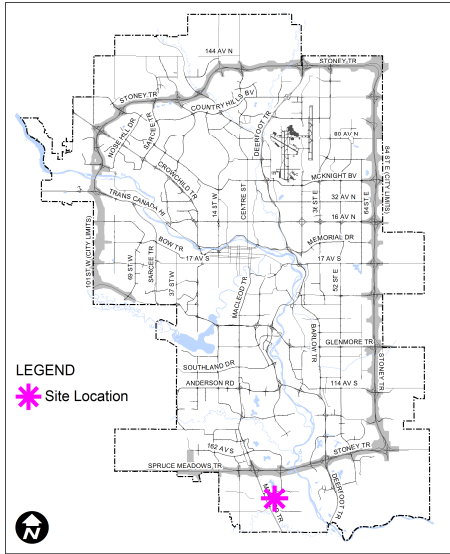 144 AV N
STONEY TR
STONEY TR
COUNTRY HILLS BV
SARCEE TR
NOSE HILL DR
DEERFOOT TR
80 AV N
CROWCHILD TR
MCKNIGHT BV
84 ST E (CITY LIMITS)
14 ST W
CENTRE ST
36 ST E
32 AV N
64 ST E
TRANS CANADA HI
16 AV N
BOW TR
MEMORIAL DR
17 AV S
17 AV S
101 ST W (CITY LIMITS)
69 ST W
SARCEE TR
37 ST W
52 ST E
MACLEOD TR
BARLOW TR
GLENMORE TR
SOUTHLAND DR
STONEY TR
LEGEND
ANDERSON RD
114 AV S
Site Location
162 AV S
STONEY TR
SPRUCE MEADOWS TR
DEERFOOT TR
N